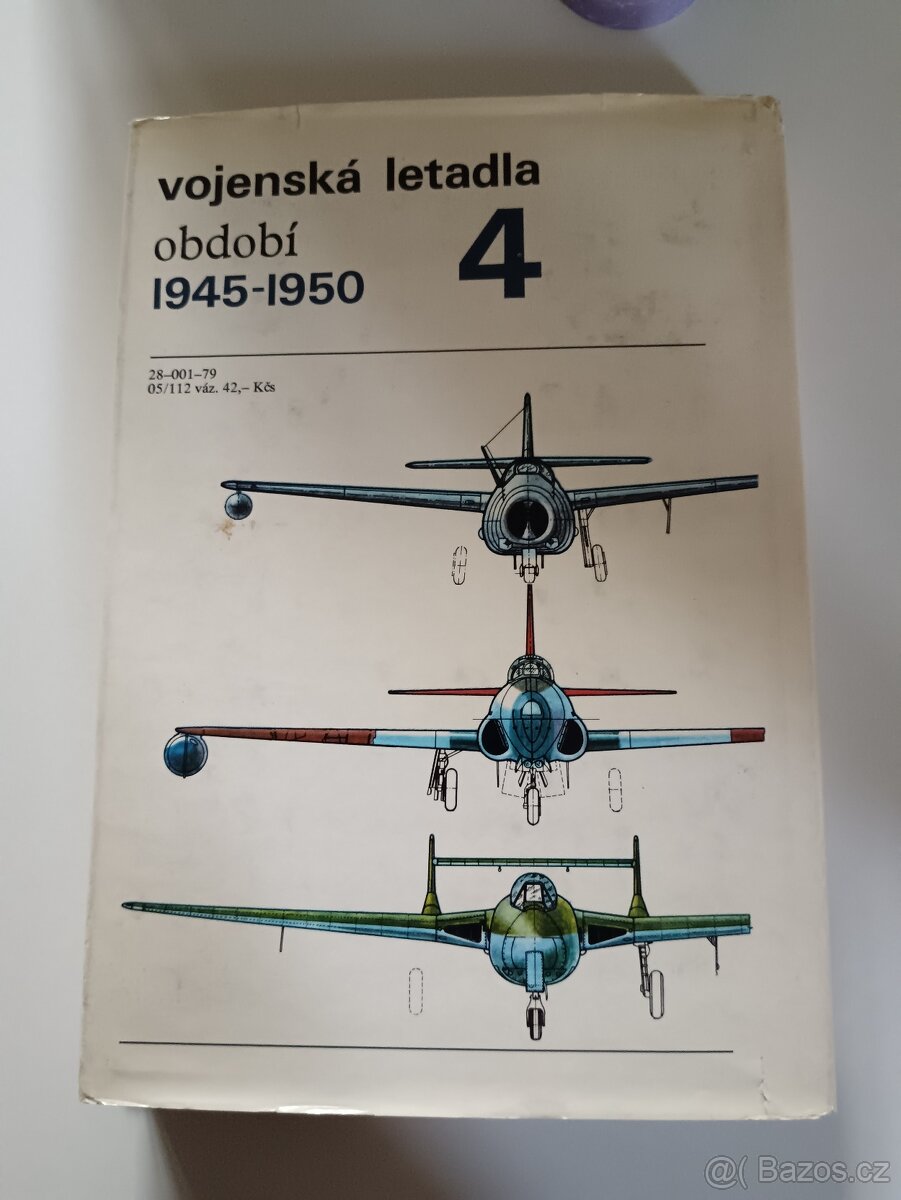 vojenská letadla
období 4
1945-1950
28–001–79
05/112 váz. 42,– Kčs
@( Bazos.cz